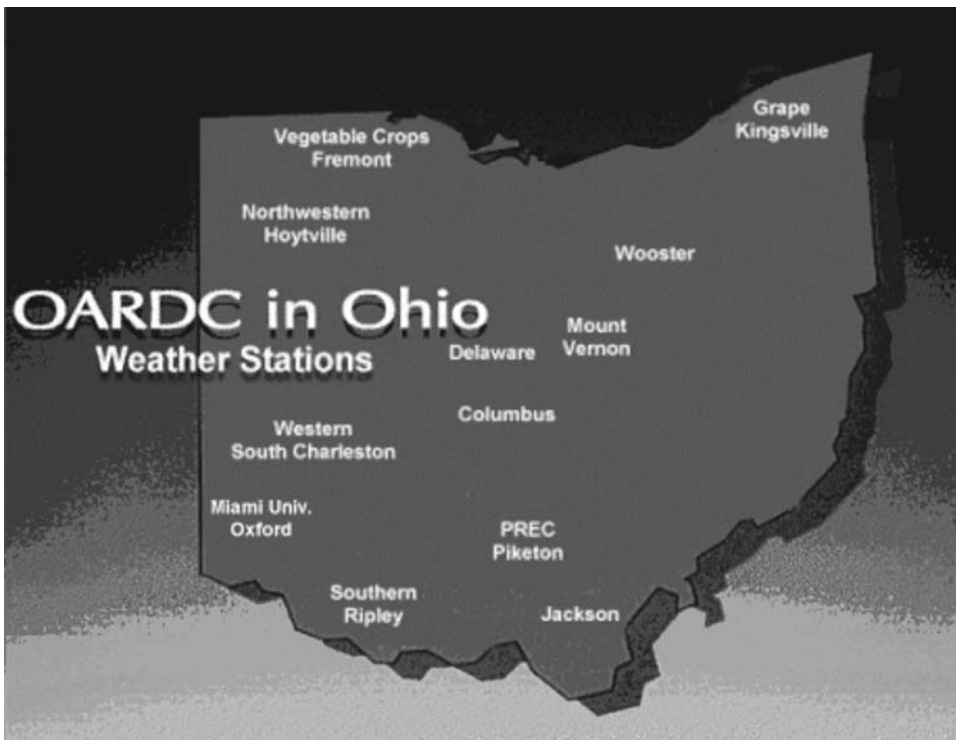 Grape
Kingsville
Vegetable Crops
Fremont
Northwestern
Hoytville
Wooster
OARDC in Ohio
Weather Stations
Mount
Vernon
Delaware
Columbus
Western
South Charleston
Miami Univ.
Oxford
PREC
Piketon
Southern
Ripley
Jackson